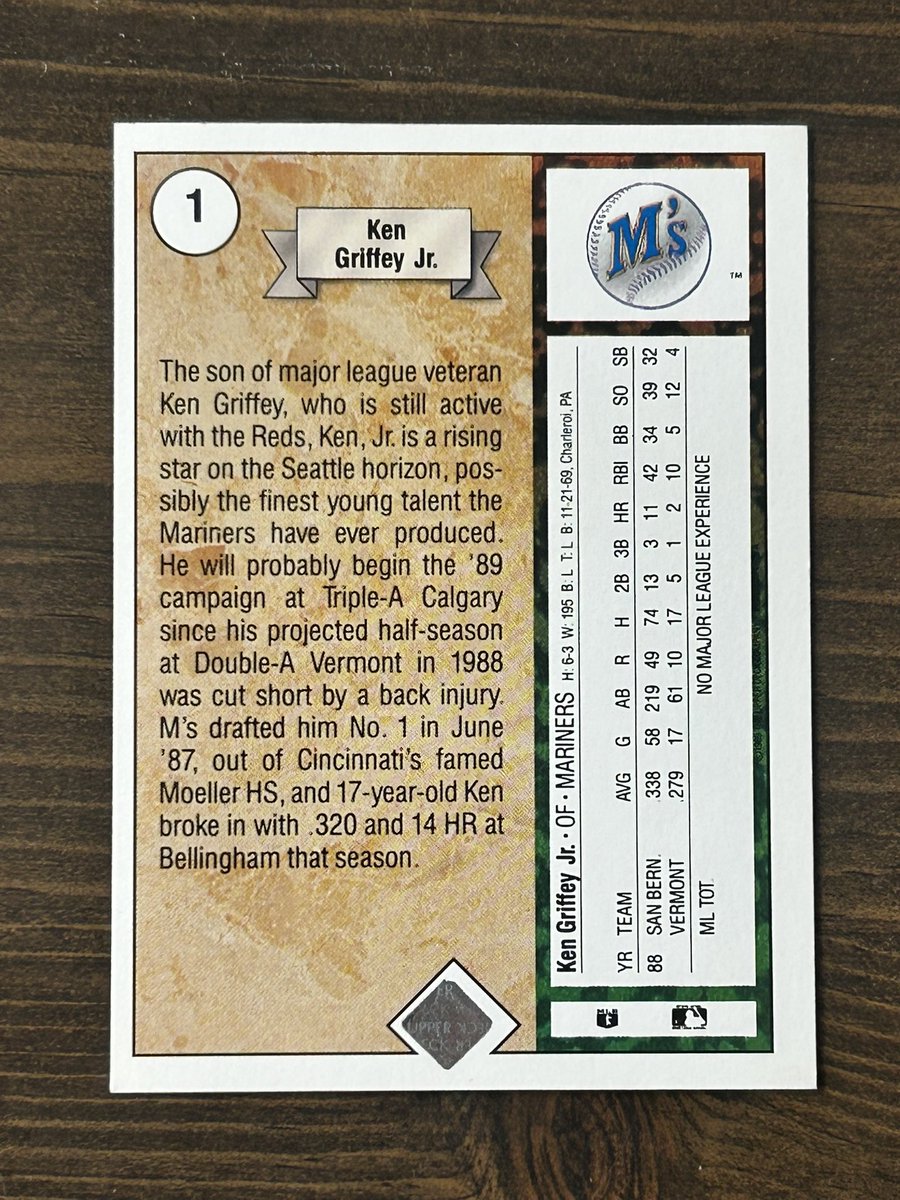 1
Ken
Griffey Jr.
The son of major league veteran
Ken Griffey, who is still active
with the Reds, Ken, Jr. is a rising
star on the Seattle horizon, pos-
sibly the finest young talent the
Mariners have ever produced.
He will probably begin the '89
campaign at Triple-A Calgary
since his projected half-season
at Double-A Vermont in 1988
was cut short by a back injury.
M's drafted him No. 1 in June
'87, out of Cincinnati's famed
Moeller HS, and 17-year-old Ken
broke in with .320 and 14 HR at
Bellingham that season.
M's
TM
Ken Griffey Jr. • OF • MARINERS H: 6-3 W: 195 B: L T: L B: 11-21-69, Charleroi, PA
YR TEAM AVG G AB R H 2B 3B HR RBI BB SO SB
88 SAN BERN. .338 58 219 49 74 13 3 11 42 34 39 32
VERMONT .279 17 61 10 17 5 1 2 10 5 12 4
ML TOT. NO MAJOR LEAGUE EXPERIENCE
UPPER